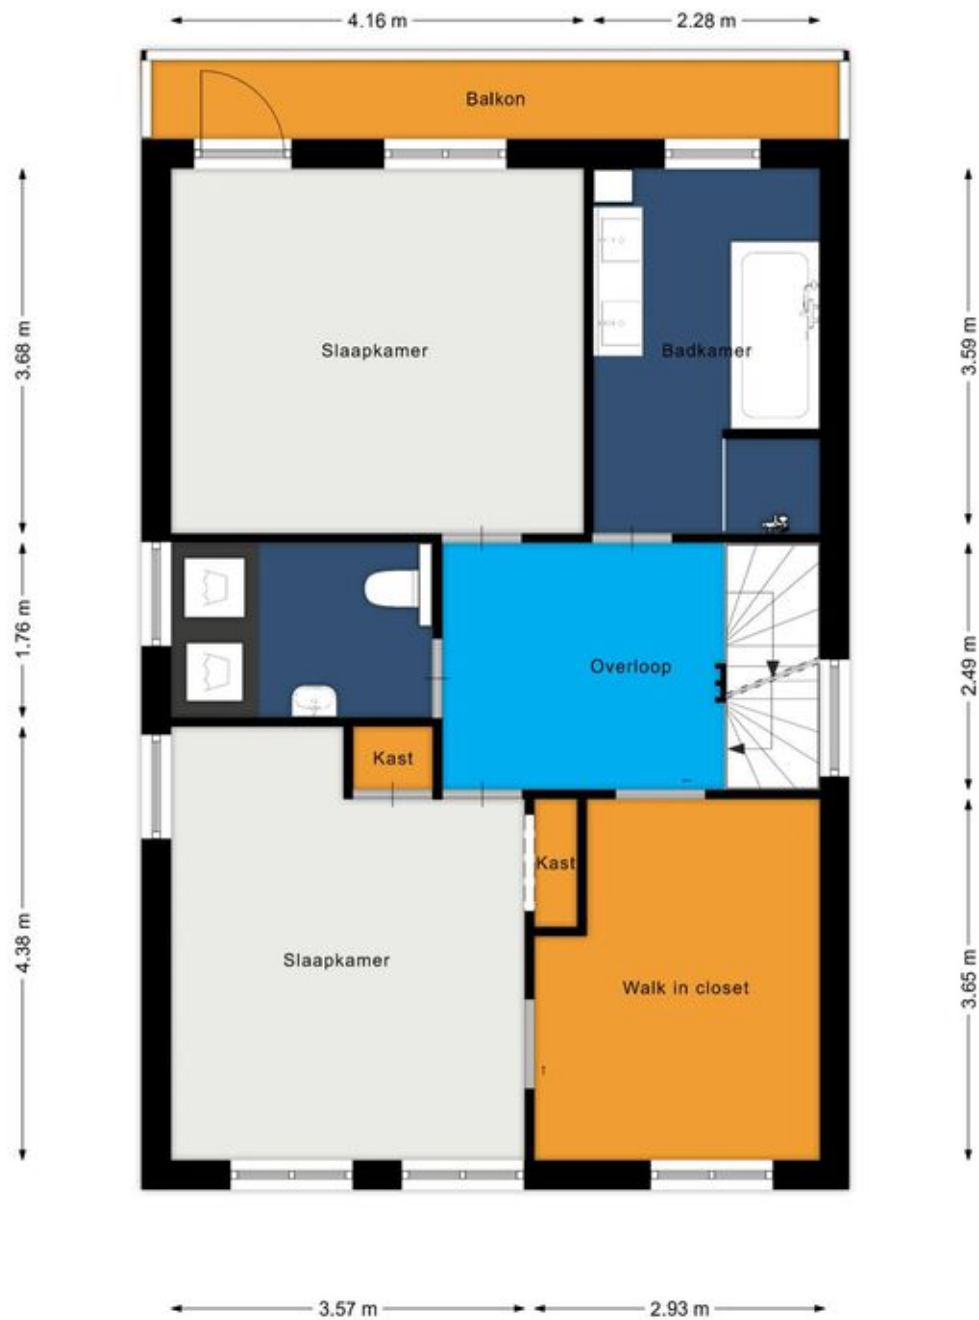 4.16 m
2.28 m
Balkon
3.68 m
Slaapkamer
Badkamer
3.59 m
1.76 m
Overloop
2.49 m
Kast
Kast
4.38 m
Slaapkamer
Walk in closet
3.65 m
3.57 m
2.93 m